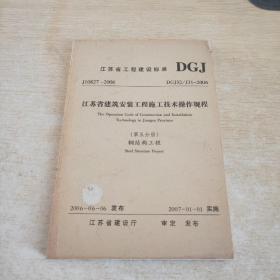 江苏省工程建设标准 DGJ
J10827-2006 DGJ32/J31-2006
江苏省建筑安装工程施工技术操作规程
The Operation Code of Construction and Installation
Technology in Jiangsu Province
(第五分册)
钢结构工程
Steel Structure Project
2006-06-06 发布 2007-01-01 实施
江苏省建设厅 审定 发布